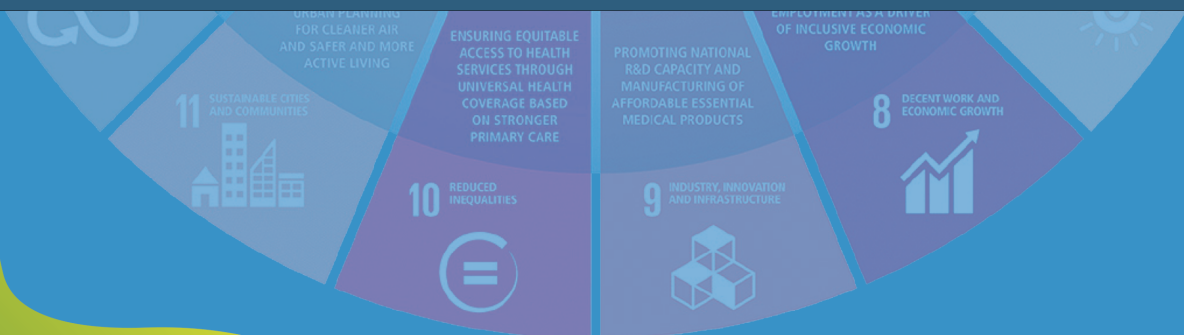 URBAN PLANNING
FOR CLEANER AIR
AND SAFER AND MORE
ACTIVE LIVING
11 SUSTAINABLE CITIES
AND COMMUNITIES
ENSURING EQUITABLE
ACCESS TO HEALTH
SERVICES THROUGH
UNIVERSAL HEALTH
COVERAGE BASED
ON STRONGER
PRIMARY CARE
10 REDUCED
INEQUALITIES
PROMOTING NATIONAL
R&D CAPACITY AND
MANUFACTURING OF
AFFORDABLE ESSENTIAL
MEDICAL PRODUCTS
9 INDUSTRY, INNOVATION
AND INFRASTRUCTURE
EMPLOYMENT AS A DRIVER
OF INCLUSIVE ECONOMIC
GROWTH
8 DECENT WORK AND
ECONOMIC GROWTH